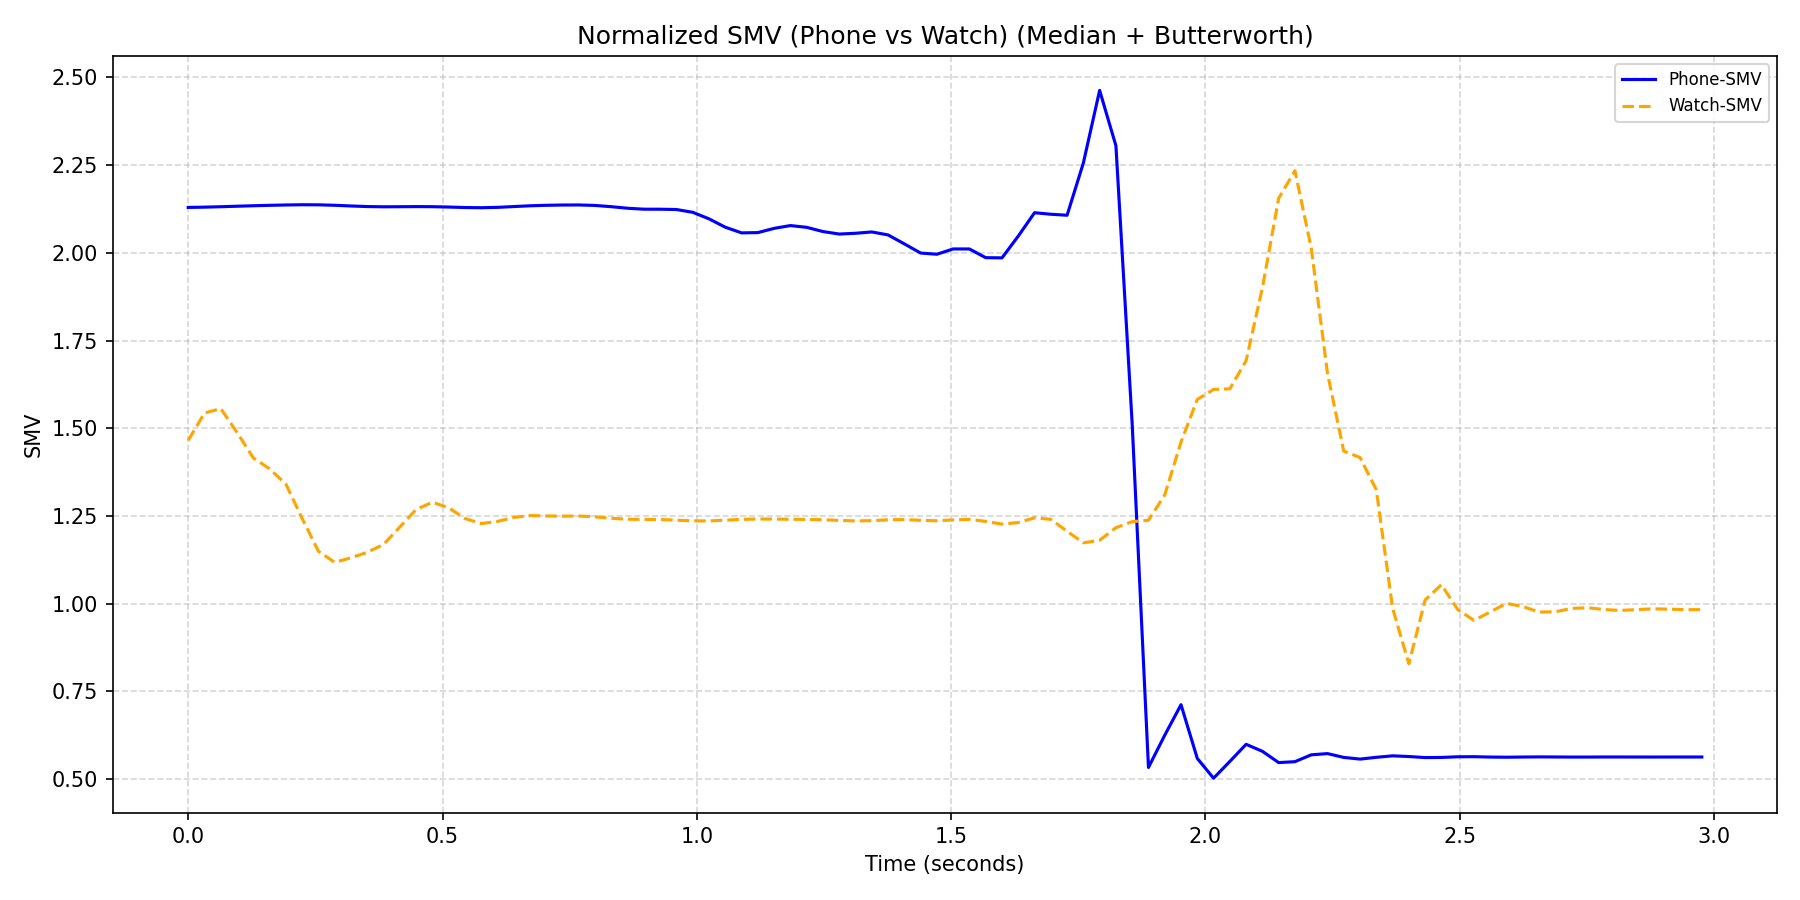 Normalized SMV (Phone vs Watch) (Median + Butterworth)
Phone-SMV
Watch-SMV
SMV
2.50
2.25
2.00
1.75
1.50
1.25
1.00
0.75
0.50
0.0 0.5 1.0 1.5 2.0 2.5 3.0
Time (seconds)